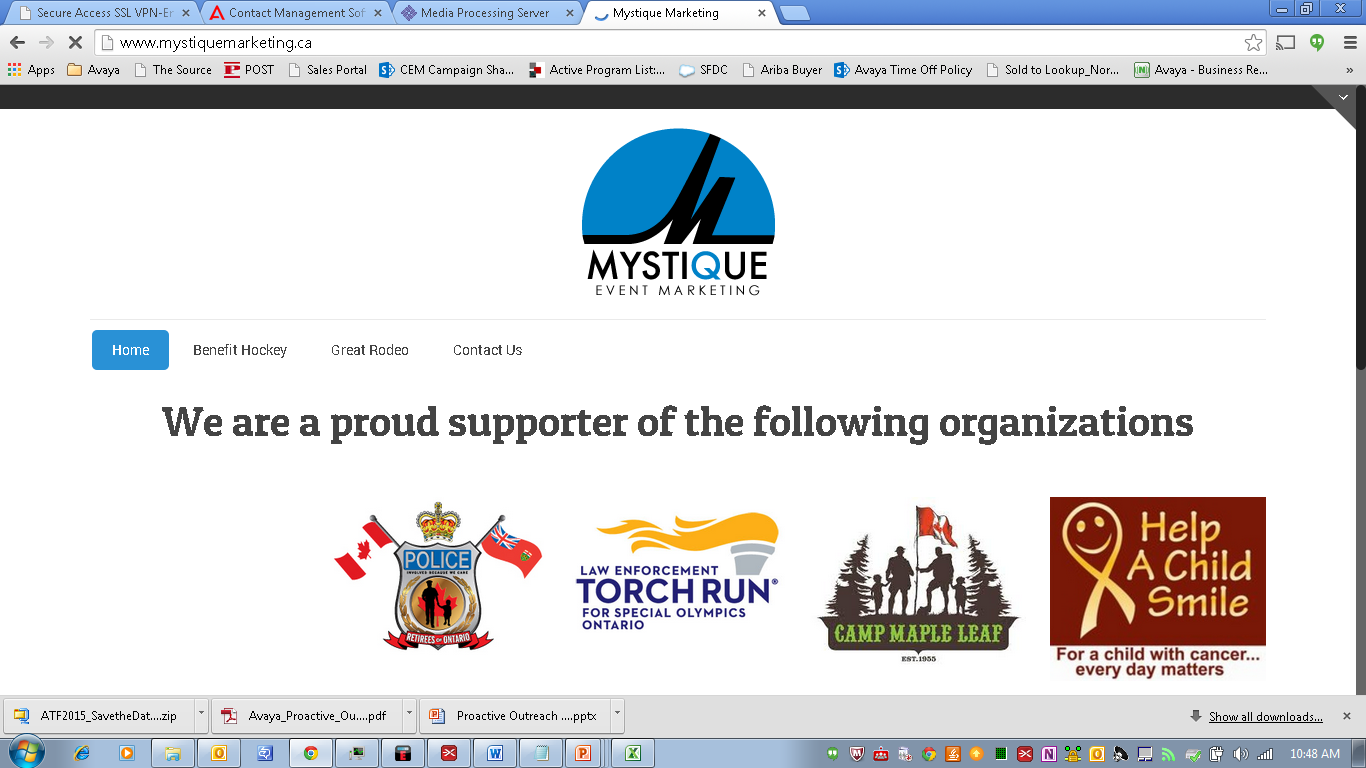 Secure Access SSL VPN-Er
Contact Management Sof
Media Processing Server
Mystique Marketing
www.mystiquemarketing.ca
Apps
Avaya
The Source
POST
Sales Portal
CEM Campaign Sha...
Active Program List:...
SFDC
Ariba Buyer
Avaya Time Off Policy
Sold to Lookup_Nor...
Avaya - Business Re...
»
MYSTIQUE
EVENT MARKETING
Home
Benefit Hockey
Great Rodeo
Contact Us
We are a proud supporter of the following organizations
POLICE
INVOLVED BECAUSE WE CARE
RETIREES OF ONTARIO
LAW ENFORCEMENT
TORCH RUN®
FOR SPECIAL OLYMPICS
ONTARIO
CAMP MAPLE LEAF
EST.1955
Help
A Child
Smile
For a child with cancer...
every day matters
ATF2015_SavetheDat....zip
Avaya_Proactive_Ou....pdf
Proactive Outreach ....pptx
Show all downloads...
10:48 AM